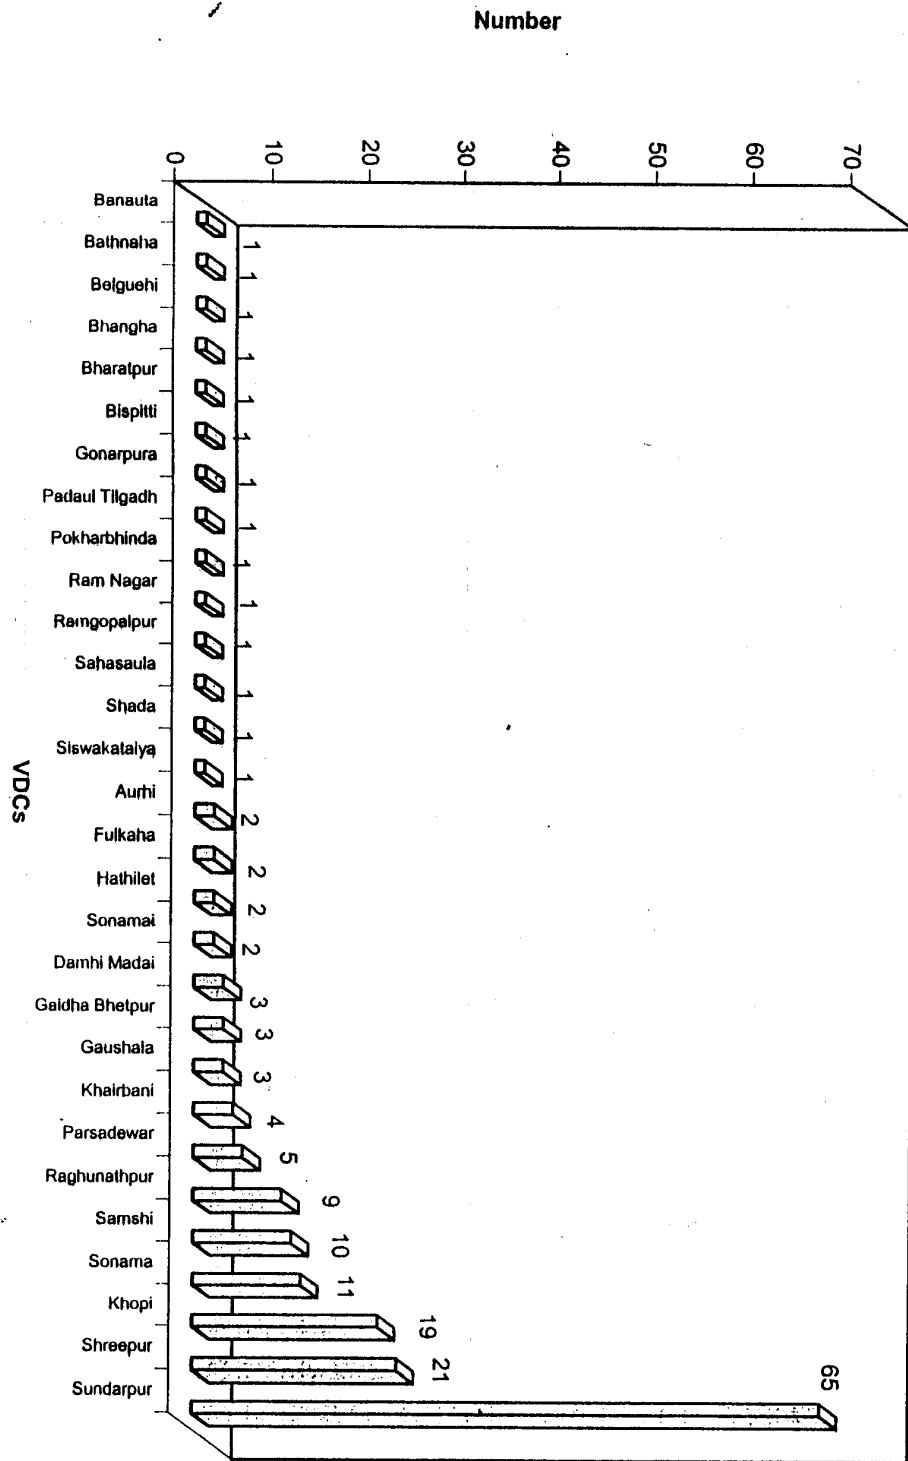 Number
0
10
20
30
40
50
60
70
Banauta
1
Bathnaha
1
Belguehi
1
Bhangha
1
Bharatpur
1
Bispitti
1
Gonarpura
1
Padaul Tilgadh
1
Pokharbhinda
1
Ram Nagar
1
Ramgopalpur
1
Sahasaula
1
Shada
1
Siswakataiya
1
Aurhi
2
Fulkaha
2
Hathilet
2
Sonamai
2
Damhi Madai
3
Gaidha Bhetpur
3
Gaushala
3
Khairbani
4
Parsadewar
5
Raghunathpur
9
Samshi
10
Sonama
11
Khopi
19
Shreepur
21
Sundarpur
65
VDCs